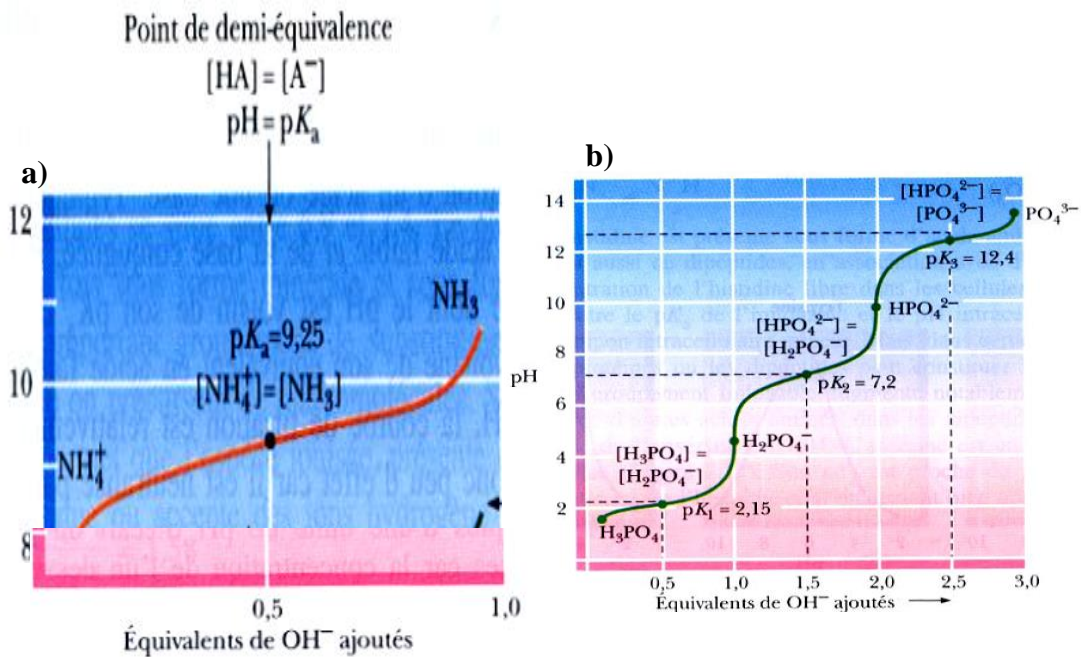 Point de demi-équivalence
[HA] = [A⁻]
pH = pKₐ
a)
12
10
8
NH₃
pKₐ=9,25
[NH₄⁺]=[NH₃]
NH₄⁺
0,5
1,0
Équivalents de OH⁻ ajoutés
b)
14
12
10
8
6
4
2
pH
[HPO₄²⁻] =
[PO₄³⁻]
PO₄³⁻
pK₃ = 12,4
HPO₄²⁻
[HPO₄²⁻] =
[H₂PO₄⁻]
pK₂ = 7,2
H₂PO₄⁻
[H₃PO₄] =
[H₂PO₄⁻]
pK₁ = 2,15
H₃PO₄
0,5
1,0
1,5
2,0
2,5
3,0
Équivalents de OH⁻ ajoutés